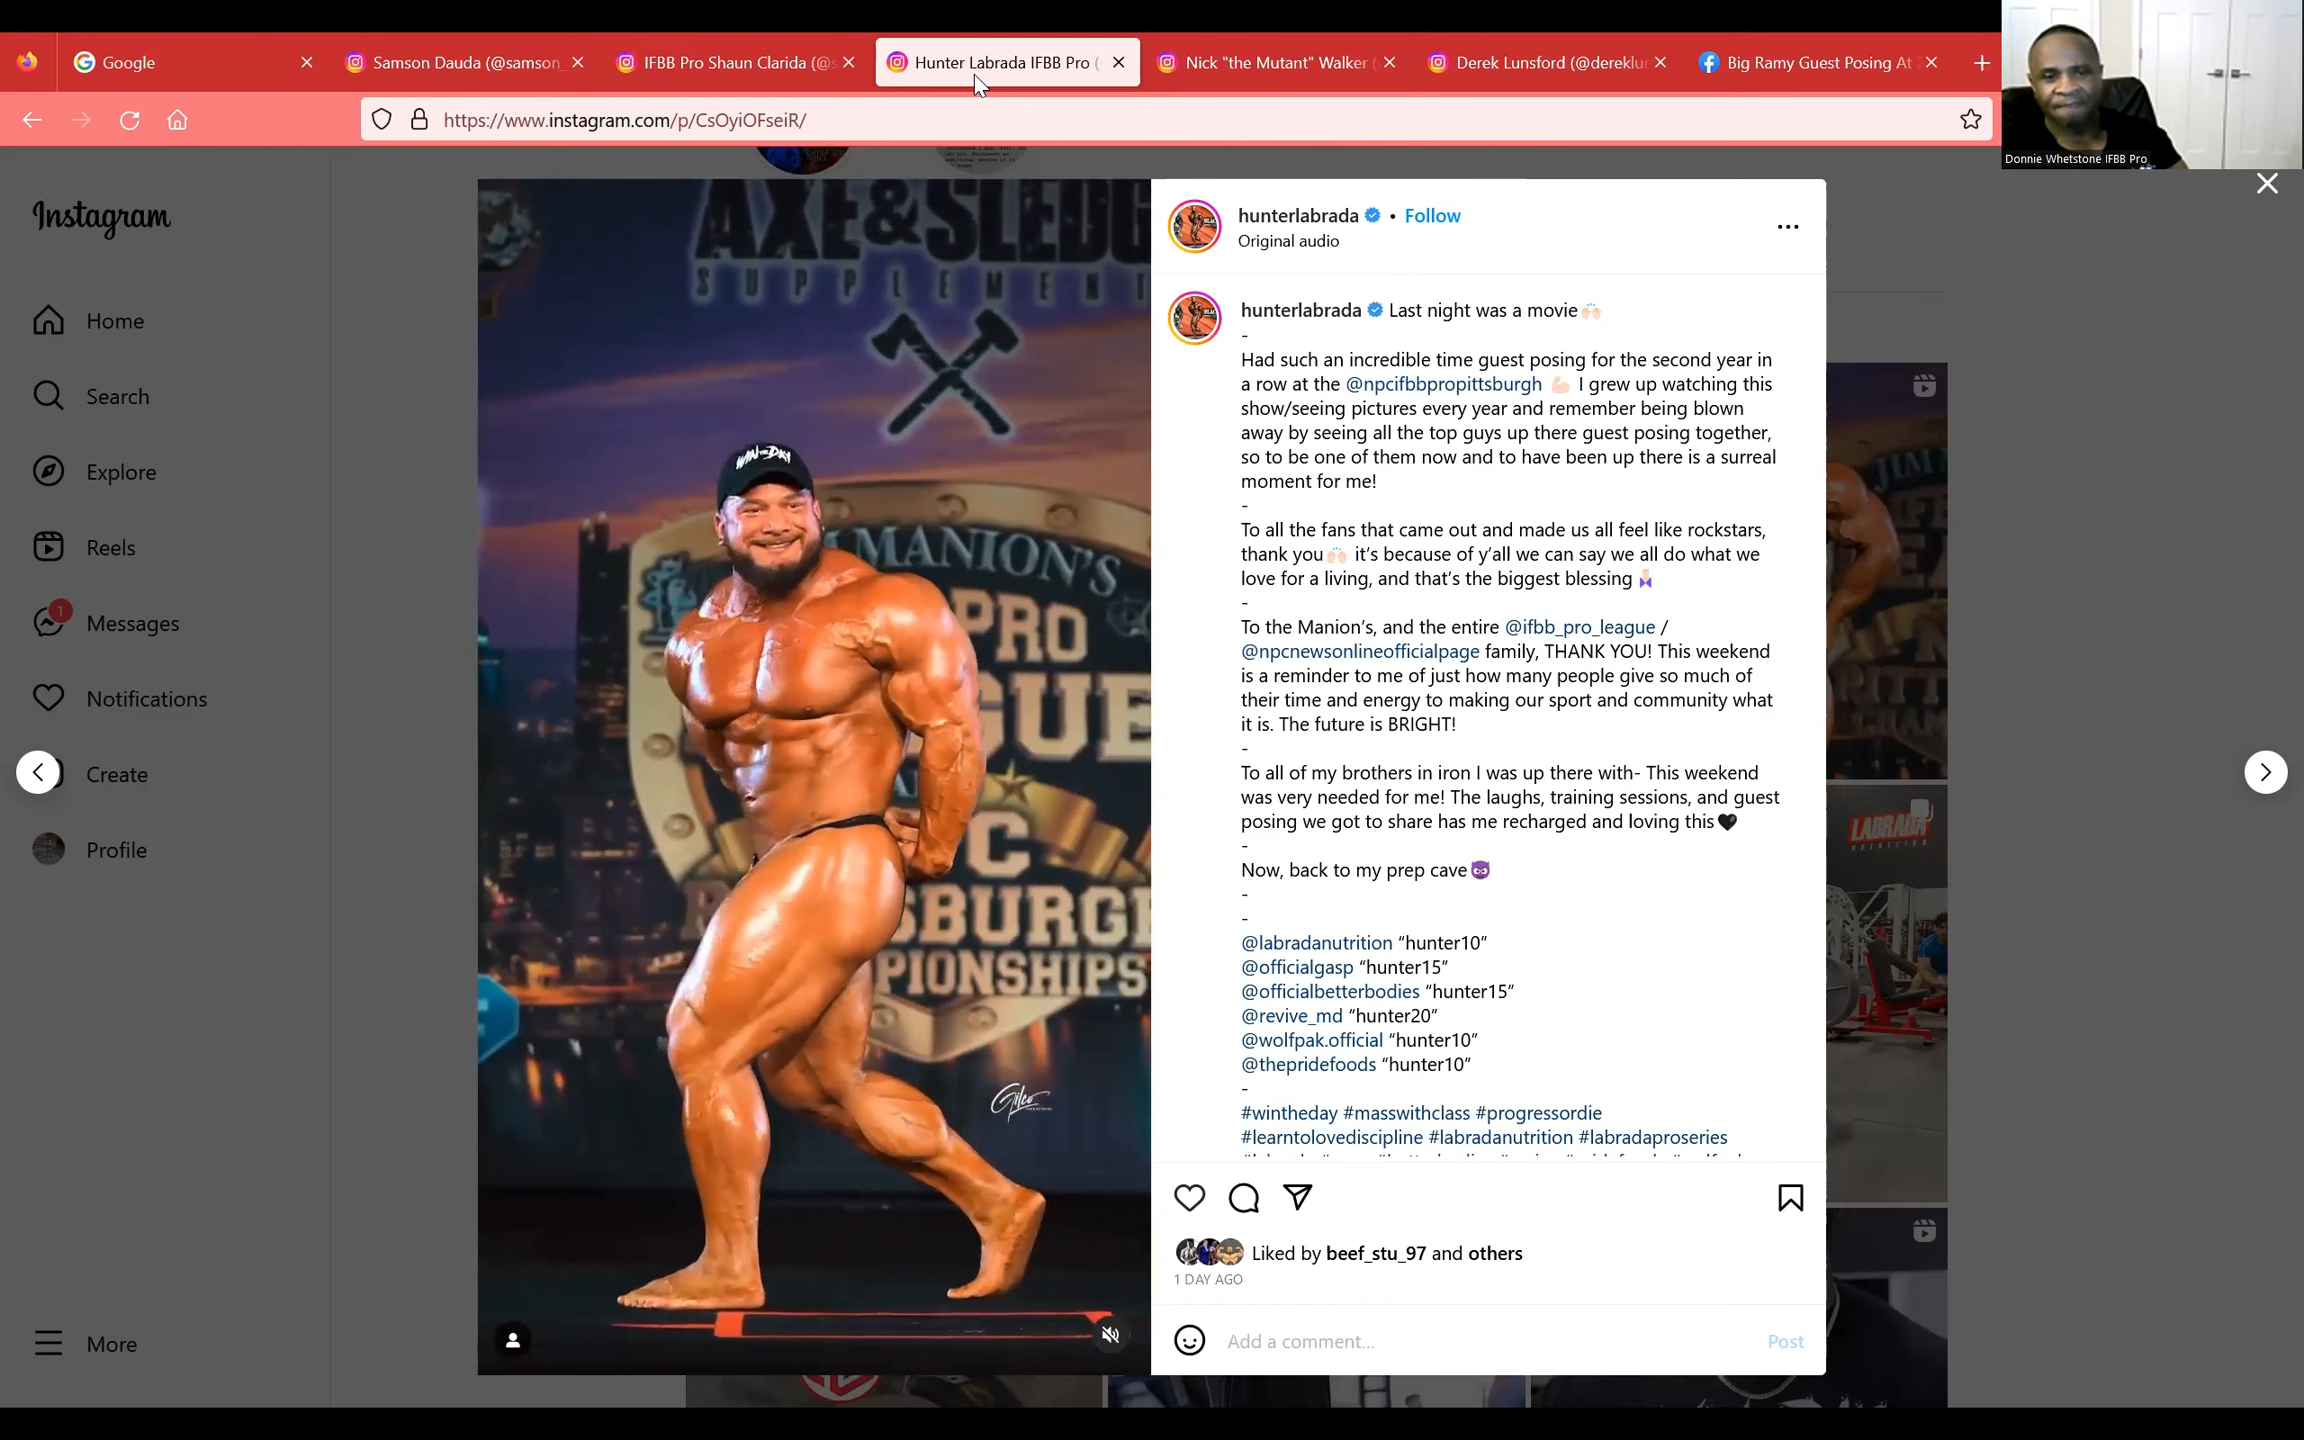 Google
Samson Dauda (@samson_
IFBB Pro Shaun Clarida (@s
Hunter Labrada IFBB Pro (
Nick "the Mutant" Walker (
Derek Lunsford (@dereklur
Big Ramy Guest Posing At
https://www.instagram.com/p/CsOyiOFseiR/
Donnie Whetstone IFBB Pro
Instagram
Home
Search
Explore
Reels
1
Messages
Notifications
Create
Profile
More
AXE & SLEDG
SUPPLEMENT
WIN THE DAY
JIM MANION'S
PRO
GUE
C
SBURG
PIONSHIPS
Gilco
hunterlabrada • Follow
Original audio
hunterlabrada Last night was a movie🙌🏻
-
Had such an incredible time guest posing for the second year in
a row at the @npcifbbpropittsburgh 💪🏻 I grew up watching this
show/seeing pictures every year and remember being blown
away by seeing all the top guys up there guest posing together,
so to be one of them now and to have been up there is a surreal
moment for me!
-
To all the fans that came out and made us all feel like rockstars,
thank you🙌🏻 it’s because of y’all we can say we all do what we
love for a living, and that’s the biggest blessing
-
To the Manion’s, and the entire @ifbb_pro_league /
@npcnewsonlineofficialpage family, THANK YOU! This weekend
is a reminder to me of just how many people give so much of
their time and energy to making our sport and community what
it is. The future is BRIGHT!
-
To all of my brothers in iron I was up there with- This weekend
was very needed for me! The laughs, training sessions, and guest
posing we got to share has me recharged and loving this🖤
-
Now, back to my prep cave😈
-
-
@labradanutrition “hunter10”
@officialgasp “hunter15”
@officialbetterbodies “hunter15”
@revive_md “hunter20”
@wolfpak.official “hunter10”
@thepridefoods “hunter10”
-
#wintheday #masswithclass #progressordie
#learntolovediscipline #labradanutrition #labradaproseries
Liked by beef_stu_97 and others
1 DAY AGO
Add a comment...
Post
LABRADA